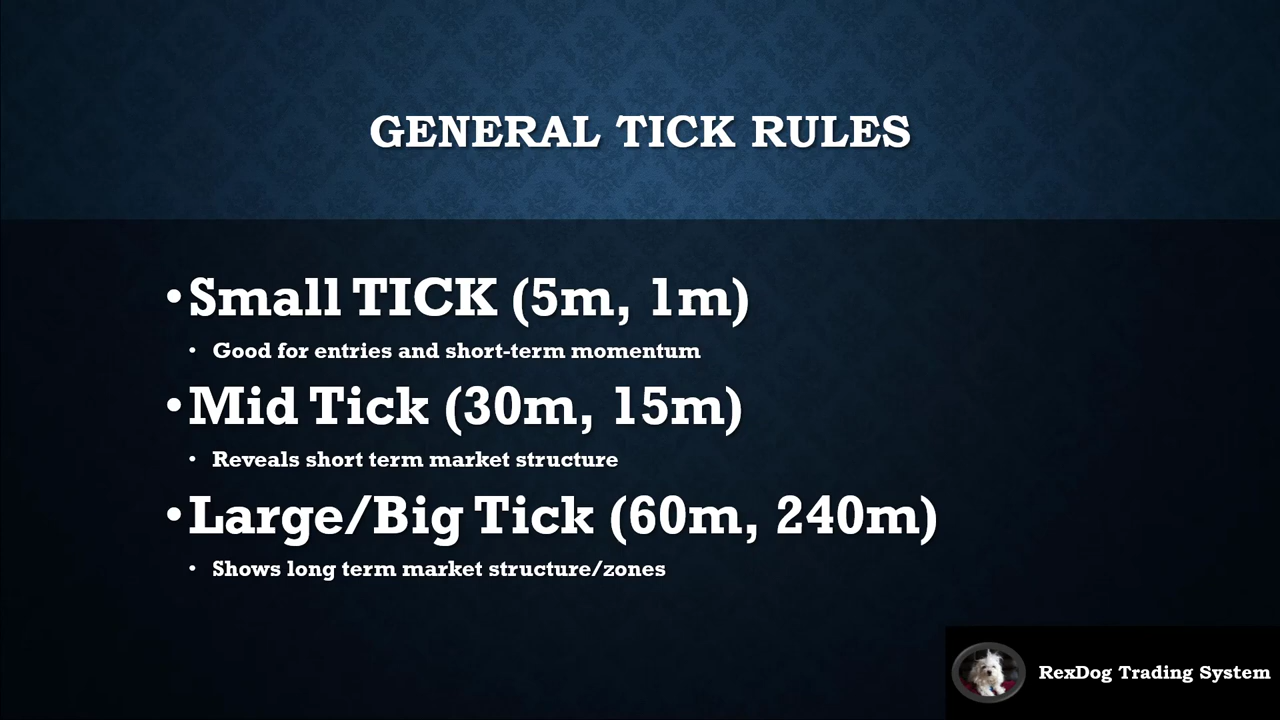 GENERAL TICK RULES
•Small TICK (5m, 1m)
• Good for entries and short-term momentum
•Mid Tick (30m, 15m)
• Reveals short term market structure
•Large/Big Tick (60m, 240m)
• Shows long term market structure/zones
RexDog Trading System